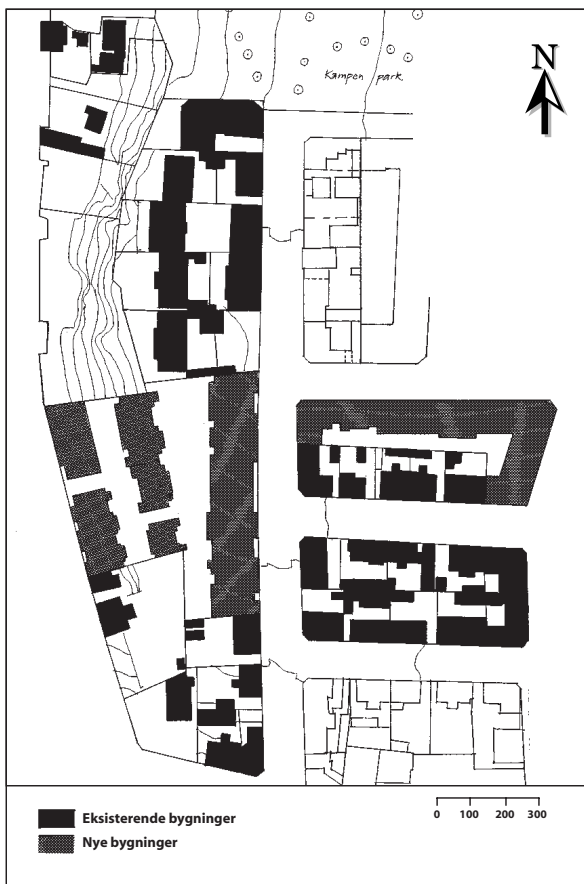 Kampen park.
N
Eksisterende bygninger
Nye bygninger
0 100 200 300